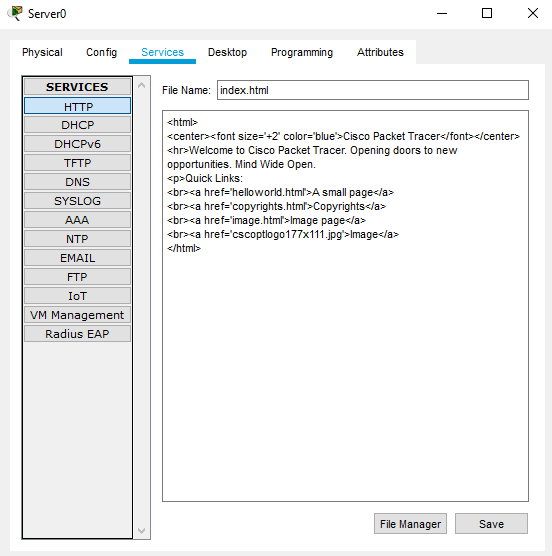 Server0
Physical Config Services Desktop Programming Attributes
SERVICES
HTTP
DHCP
DHCPv6
TFTP
DNS
SYSLOG
AAA
NTP
EMAIL
FTP
IoT
VM Management
Radius EAP
File Name: index.html
<html>
<center><font size='+2' color='blue'>Cisco Packet Tracer</font></center>
<hr>Welcome to Cisco Packet Tracer. Opening doors to new
opportunities. Mind Wide Open.
<p>Quick Links:
<br><a href='helloworld.html'>A small page</a>
<br><a href='copyrights.html'>Copyrights</a>
<br><a href='image.html'>Image page</a>
<br><a href='cscoptlogo177x111.jpg'>Image</a>
</html>
File Manager Save